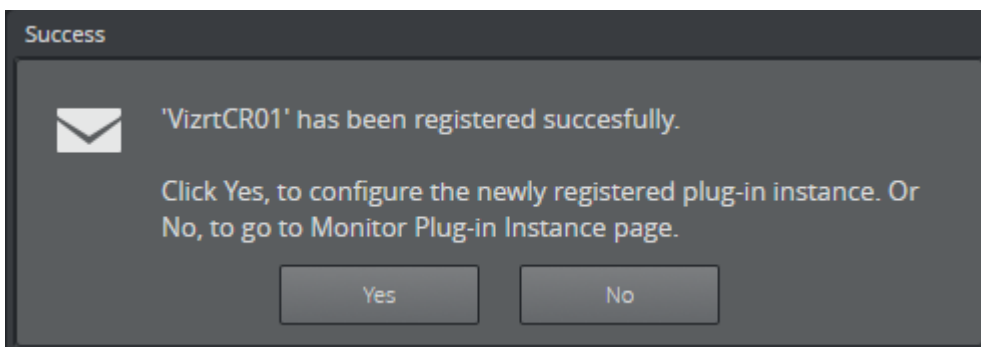 Success
'VizrtCR01' has been registered succesfully.
Click Yes, to configure the newly registered plug-in instance. Or
No, to go to Monitor Plug-in Instance page.
Yes
No